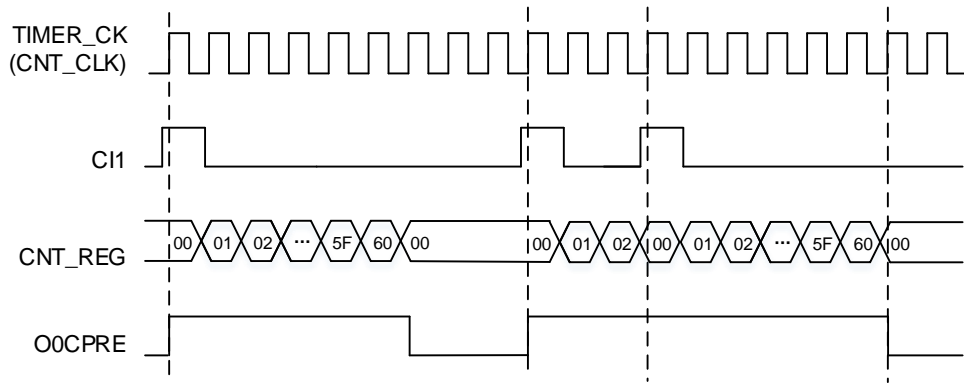 TIMER_CK
(CNT_CLK)
CI1
CNT_REG
00 01 02 ... 5F 60 00 00 01 02 00 01 02 ... 5F 60 00
O0CPRE